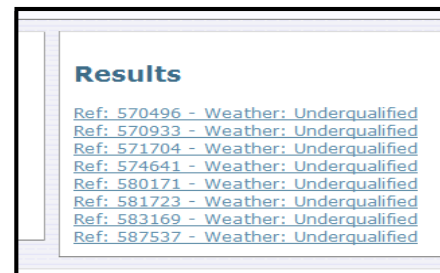 Results
Ref: 570496 - Weather: Underqualified
Ref: 570933 - Weather: Underqualified
Ref: 571704 - Weather: Underqualified
Ref: 574641 - Weather: Underqualified
Ref: 580171 - Weather: Underqualified
Ref: 581723 - Weather: Underqualified
Ref: 583169 - Weather: Underqualified
Ref: 587537 - Weather: Underqualified